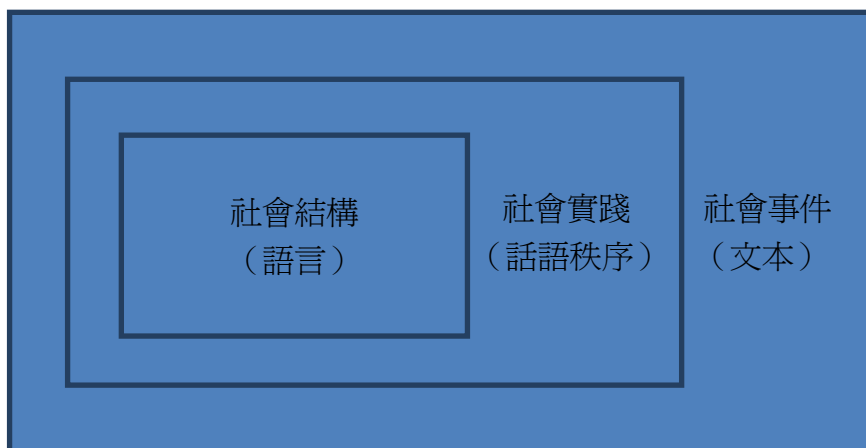 社會結構
（語言）
社會實踐
（話語秩序）
社會事件
（文本）